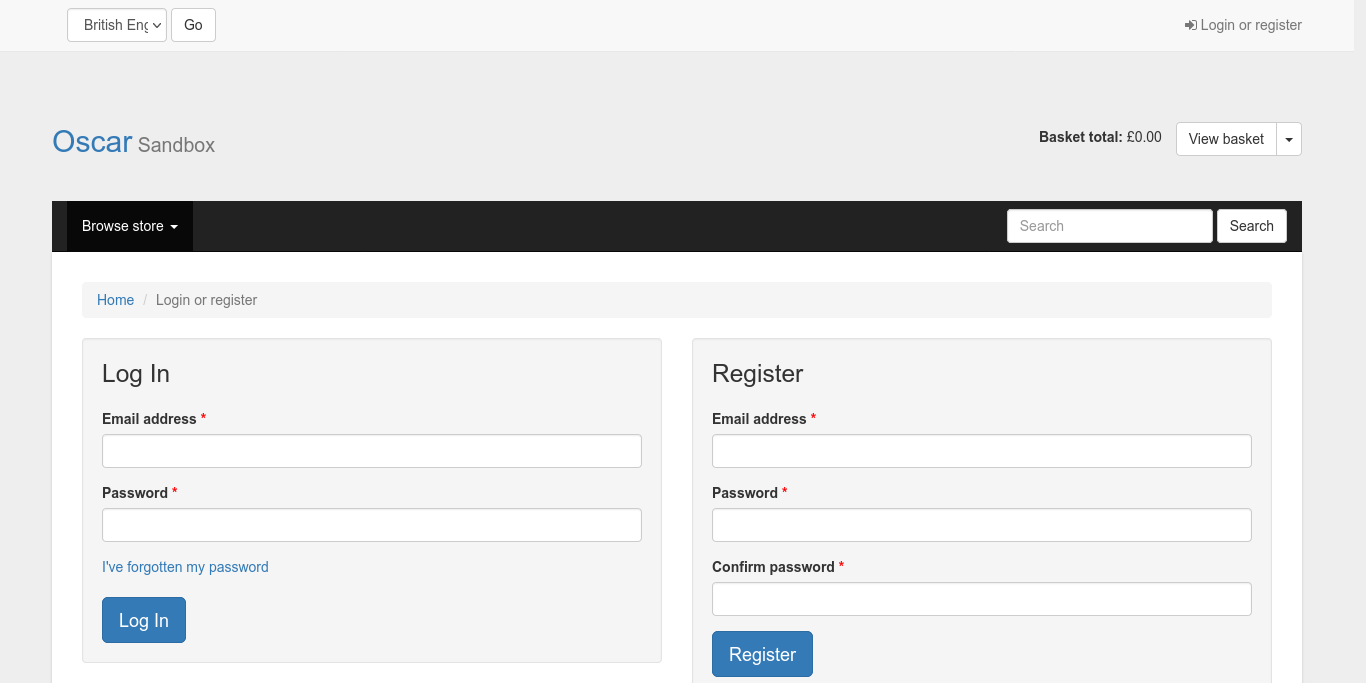 British Eng Go Login or register
Oscar Sandbox
Basket total: £0.00 View basket
Browse store Search Search
Home / Login or register
Log In
Email address *
Password *
I've forgotten my password
Log In
Register
Email address *
Password *
Confirm password *
Register